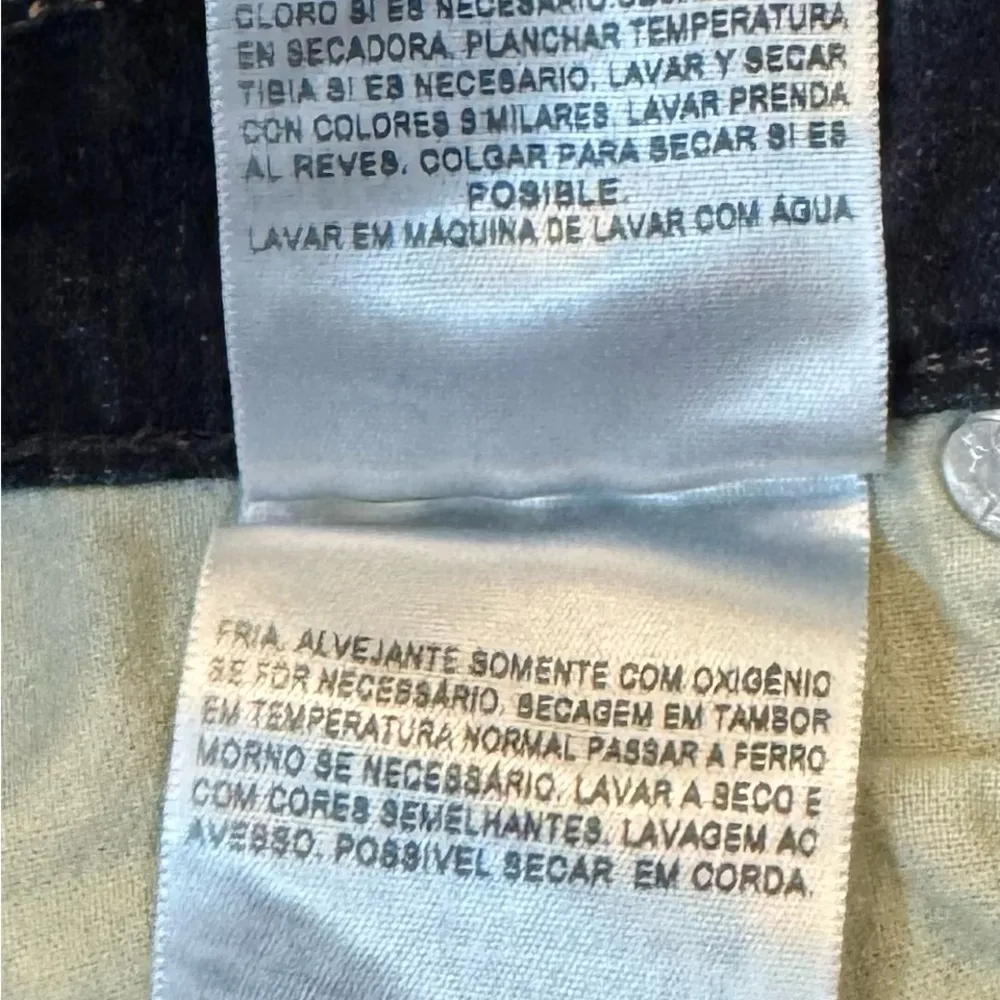 CLORO SI ES NECESARIO.
EN SECADORA. PLANCHAR TEMPERATURA
TIBIA SI ES NECESARIO. LAVAR Y SECAR
CON COLORES SIMILARES. LAVAR PRENDA
AL REVES. COLGAR PARA SECAR SI ES
POSIBLE.
LAVAR EM MÁQUINA DE LAVAR COM ÁGUA
FRIA. ALVEJANTE SOMENTE COM OXIGÊNIO
SE FOR NECESSÁRIO. SECAGEM EM TAMBOR
EM TEMPERATURA NORMAL PASSAR A FERRO
MORNO SE NECESSÁRIO. LAVAR A SECO E
COM CORES SEMELHANTES. LAVAGEM AO
AVESSO. POSSIVEL SECAR EM CORDA.